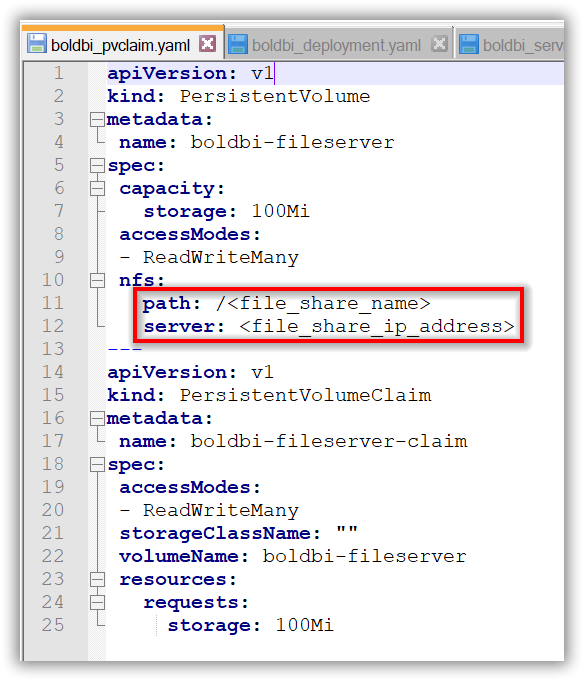 boldbi_pvclaim.yaml boldbi_deployment.yaml boldbi_serv
1 apiVersion: v1
2 kind: PersistentVolume
3 metadata:
4  name: boldbi-fileserver
5 spec:
6  capacity:
7    storage: 100Mi
8  accessModes:
9  - ReadWriteMany
10  nfs:
11    path: /<file_share_name>
12    server: <file_share_ip_address>
13 ---
14 apiVersion: v1
15 kind: PersistentVolumeClaim
16 metadata:
17  name: boldbi-fileserver-claim
18 spec:
19  accessModes:
20  - ReadWriteMany
21  storageClassName: ""
22  volumeName: boldbi-fileserver
23  resources:
24    requests:
25      storage: 100Mi